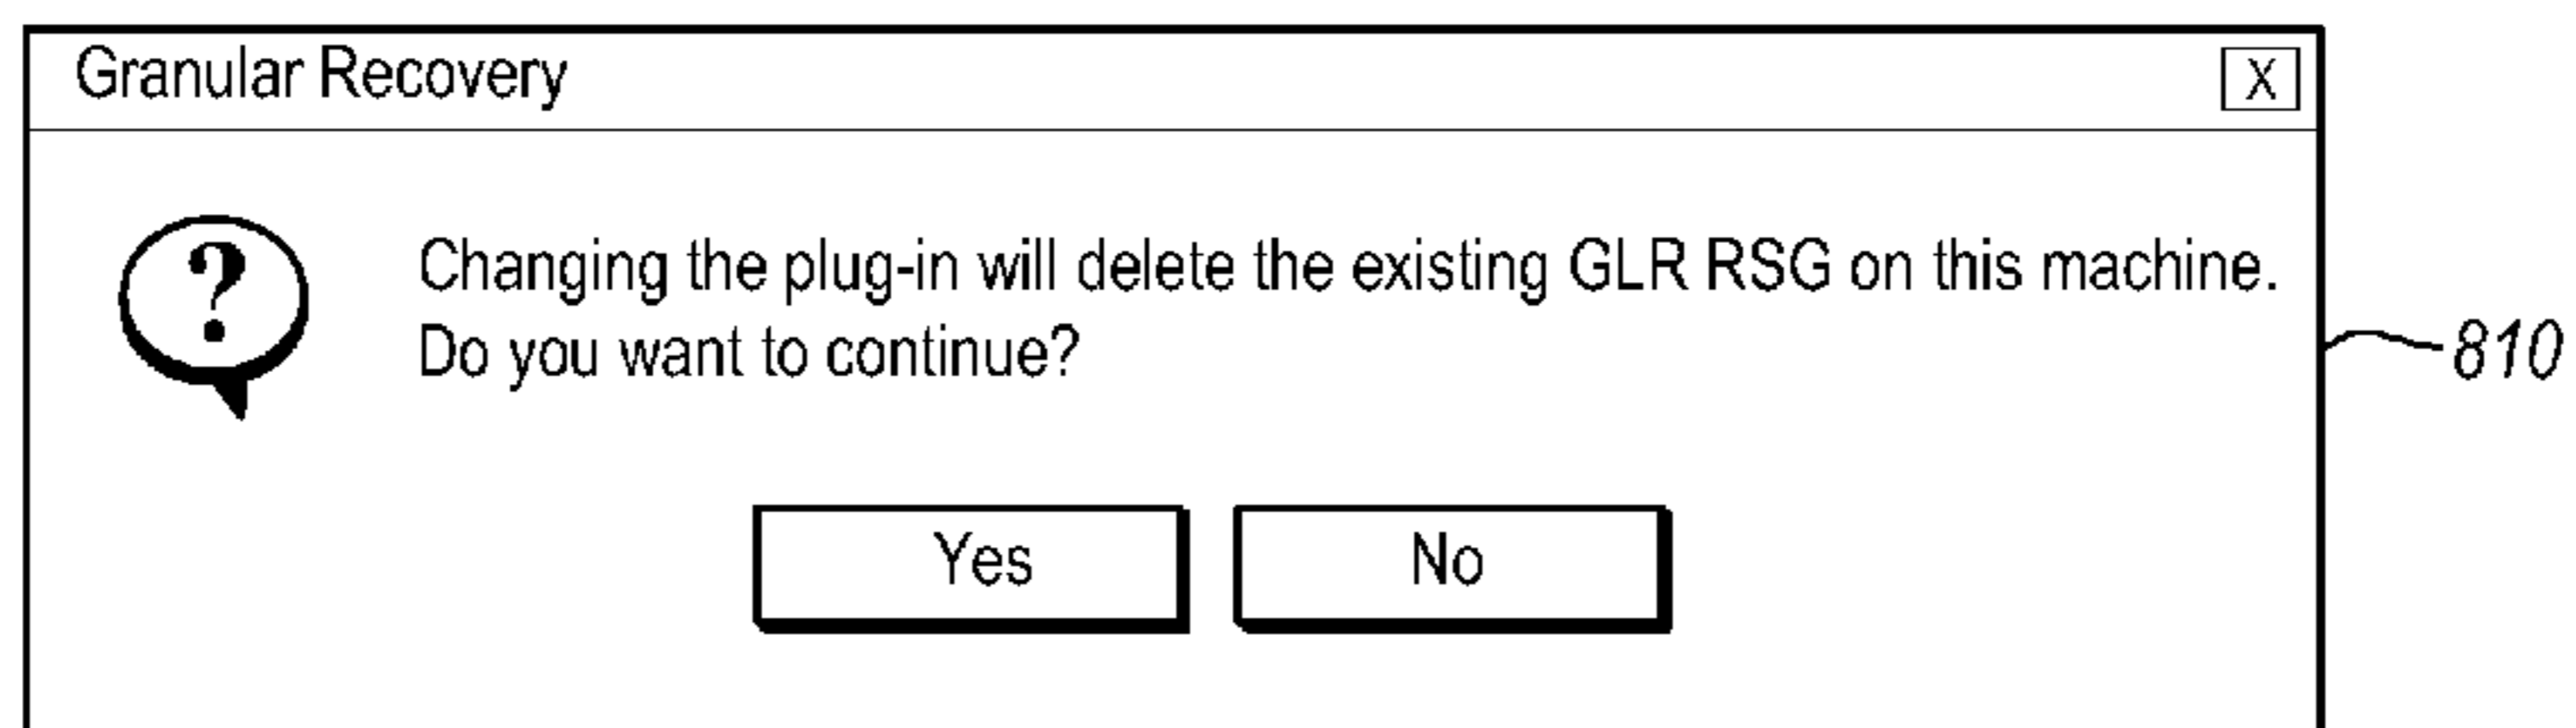 Granular Recovery
X
?
Changing the plug-in will delete the existing GLR RSG on this machine.
Do you want to continue?
810
Yes No